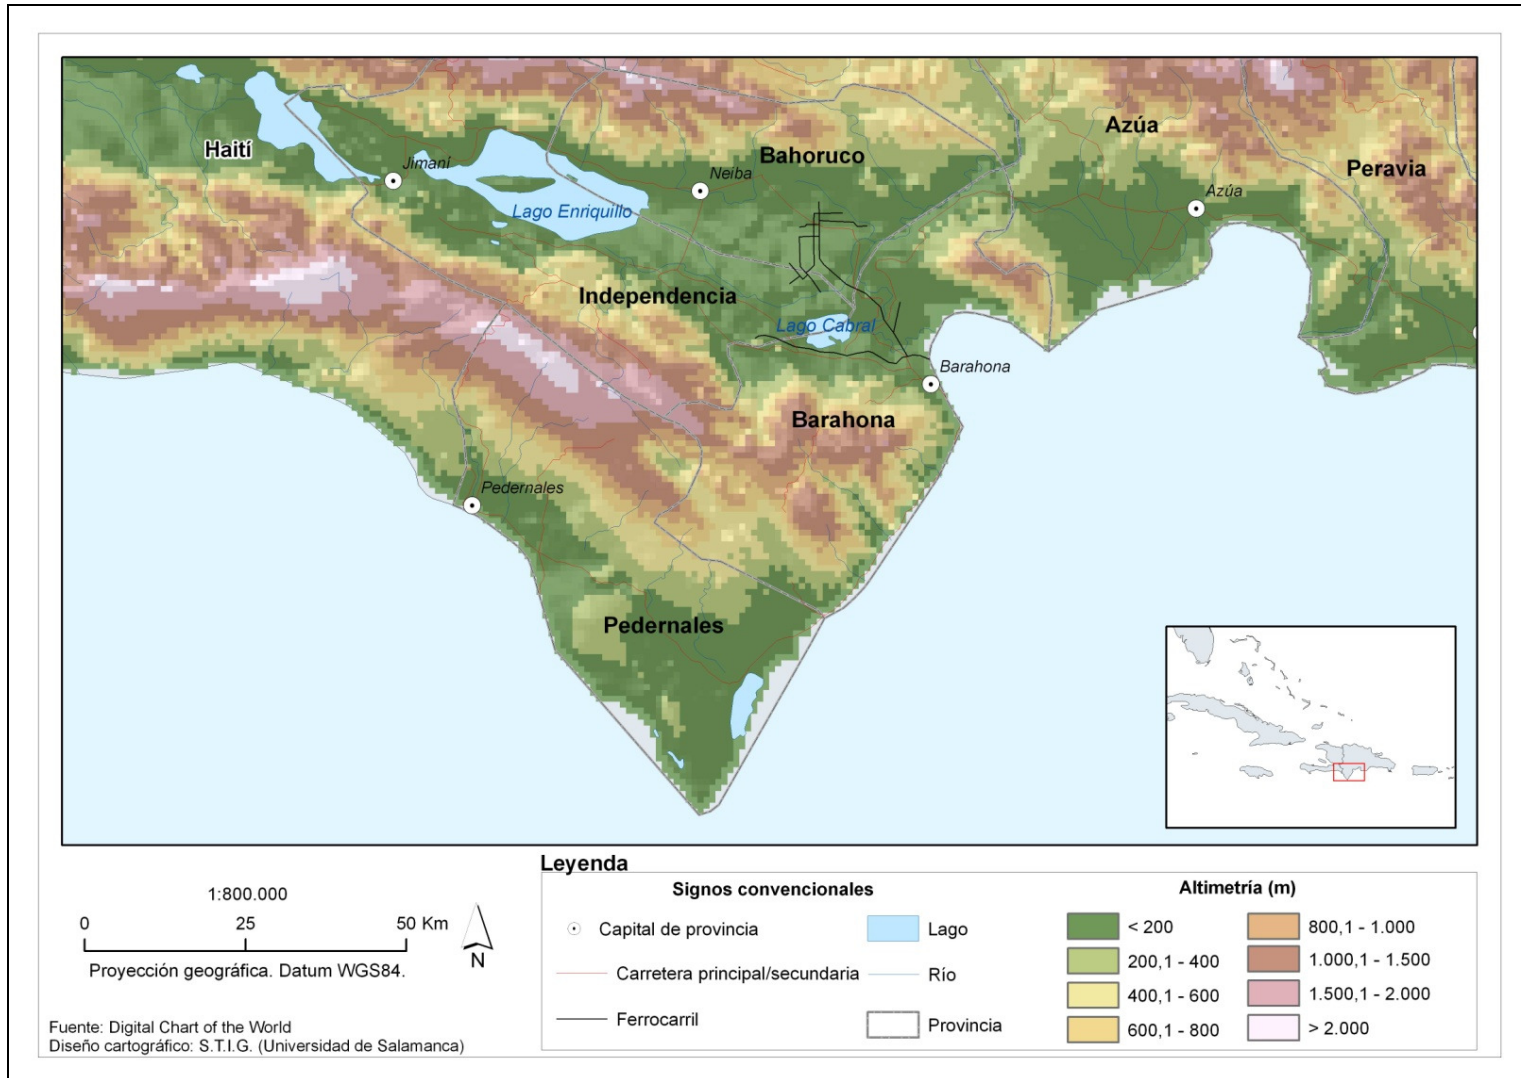 Haití
Jimaní
Lago Enriquillo
Neiba
Bahoruco
Azúa
Peravia
Azúa
Independencia
Lago Cabral
Barahona
Barahona
Pedernales
Pedernales
Leyenda
1:800.000
0 25 50 Km
N
Proyección geográfica. Datum WGS84.
Fuente: Digital Chart of the World
Diseño cartográfico: S.T.I.G. (Universidad de Salamanca)
Signos convencionales
Capital de provincia
Carretera principal/secundaria
Ferrocarril
Lago
Río
Provincia
Altimetría (m)
< 200
200,1 - 400
400,1 - 600
600,1 - 800
800,1 - 1.000
1.000,1 - 1.500
1.500,1 - 2.000
> 2.000